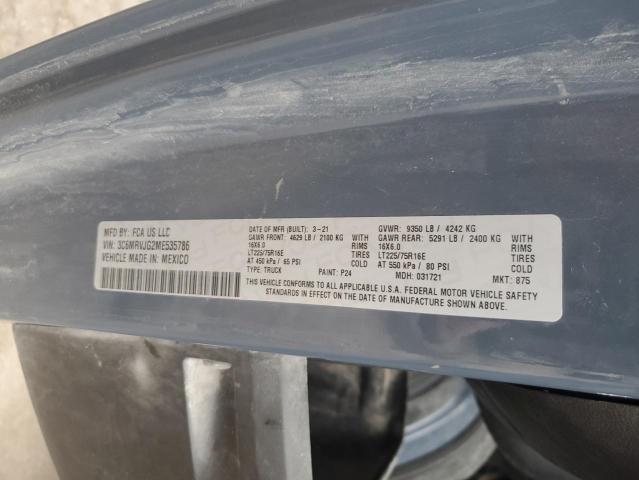 MFD BY: FCA US LLC
VIN: 3C6MRVJG2ME535786
VEHICLE MADE IN: MEXICO
DATE OF MFR (BUILT): 3-21 GVWR: 9350 LB / 4242 KG
GAWR FRONT: 4629 LB / 2100 KG WITH GAWR REAR: 5291 LB / 2400 KG WITH
16X6.0 RIMS 16X6.0 RIMS
LT225/75R16E TIRES LT225/75R16E TIRES
AT 450 kPa / 65 PSI AT 550 kPa / 80 PSI
TYPE: TRUCK PAINT: P24 MDH: 031721 MKT: 875
THIS VEHICLE CONFORMS TO ALL APPLICABLE U.S.A. FEDERAL MOTOR VEHICLE SAFETY
STANDARDS IN EFFECT ON THE DATE OF MANUFACTURE SHOWN ABOVE.